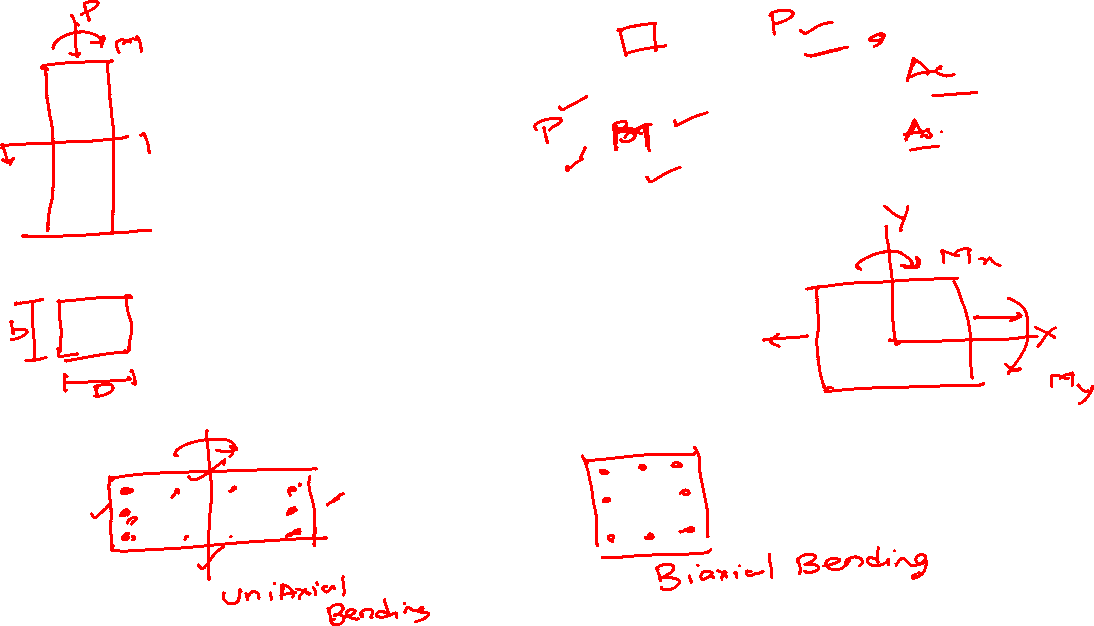 P
M
P
Ac
P
As.
Y
Mx
X
My
b
D
UniAxial
Bending
Biaxial Bending